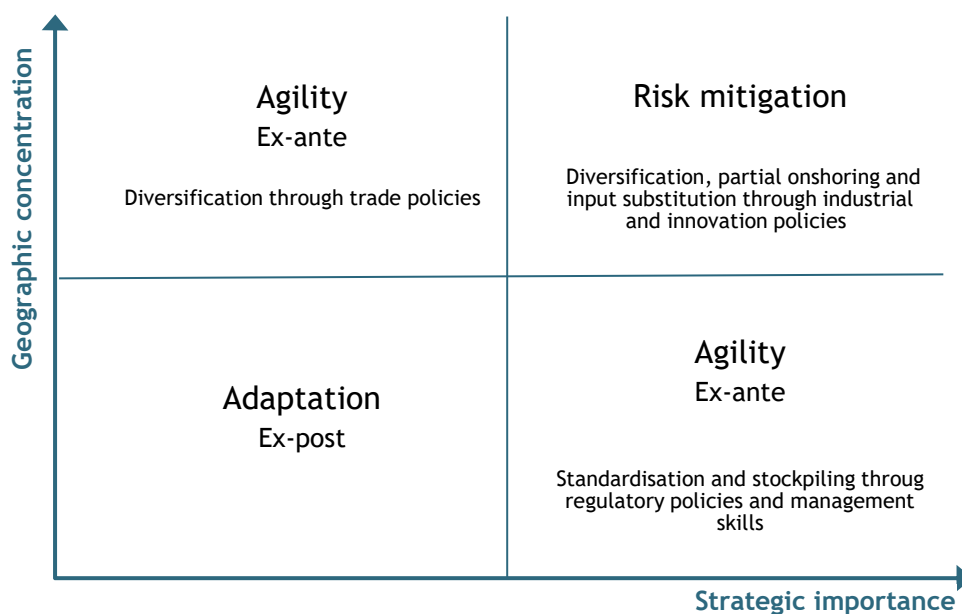 Geographic concentration
Agility
Ex-ante
Diversification through trade policies
Risk mitigation
Diversification, partial onshoring and
input substitution through industrial
and innovation policies
Adaptation
Ex-post
Agility
Ex-ante
Standardisation and stockpiling throug
regulatory policies and management
skills
Strategic importance